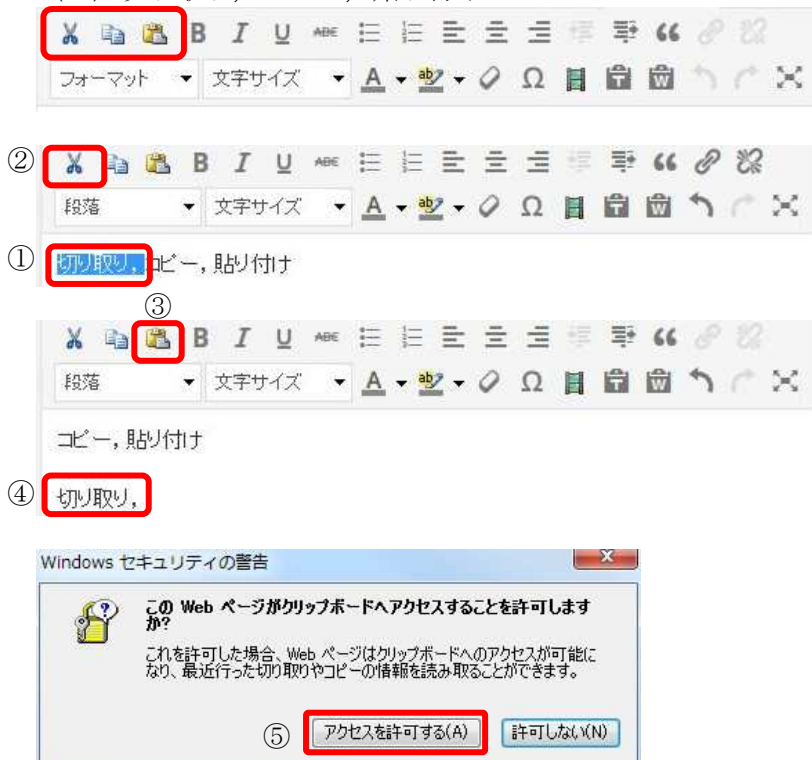 B I U ABE
フォーマット 文字サイズ A ab Ω T W
② B I U ABE
段落 文字サイズ A ab Ω T W
① 切り取り,コピー,貼り付け
③
B I U ABE
段落 文字サイズ A ab Ω T W
コピー,貼り付け
④ 切り取り,
Windows セキュリティの警告
この Web ページがクリップボードへアクセスすることを許可します
か?
これを許可した場合、Web ページはクリップボードへのアクセスが可能に
なり、最近行った切り取りやコピーの情報を読み取ることができます。
⑤ アクセスを許可する(A) 許可しない(N)